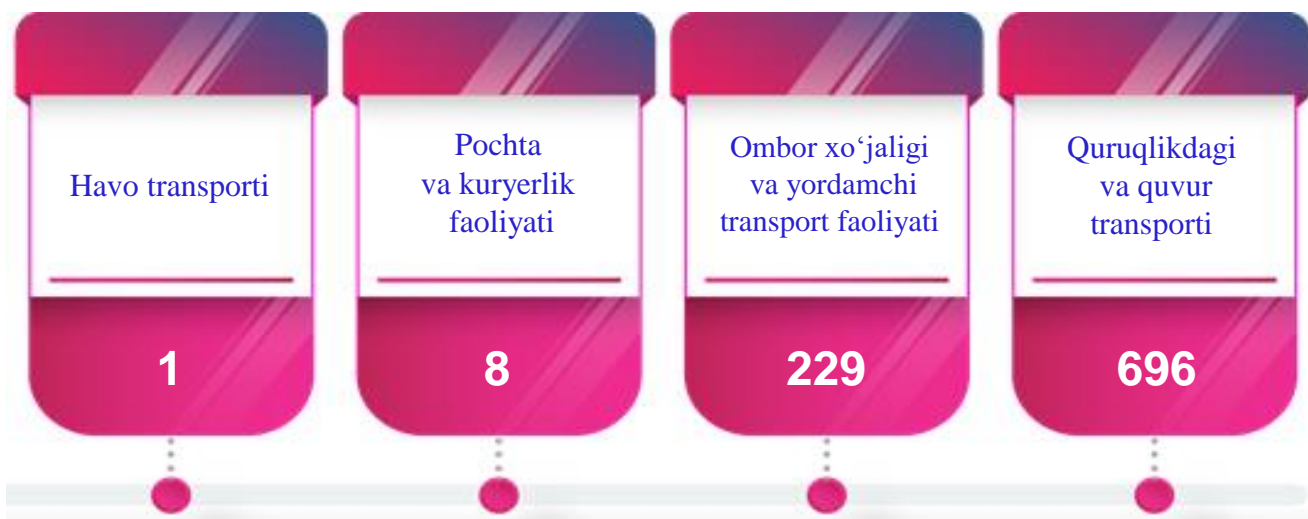 Havo transporti
1
Pochta
va kuryerlik
faoliyati
8
Ombor xo‘jaligi
va yordamchi
transport faoliyati
229
Quruqlikdagi
va quvur
transporti
696